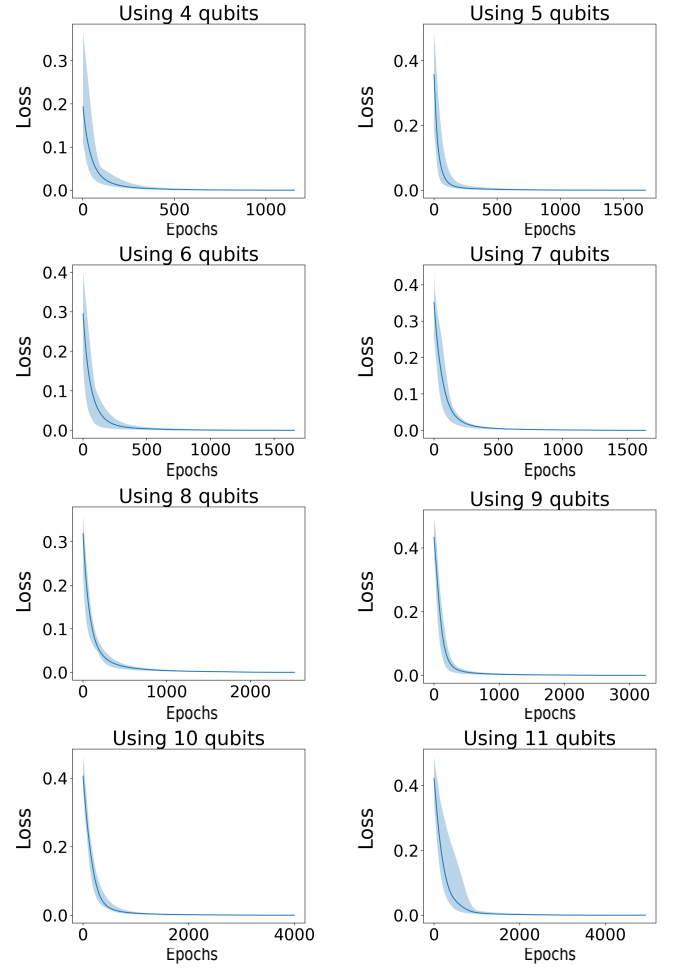 Using 4 qubits
Loss
0.3
0.2
0.1
0.0
0 500 1000
Epochs
Using 5 qubits
Loss
0.4
0.2
0.0
0 500 1000 1500
Epochs
Using 6 qubits
Loss
0.4
0.3
0.2
0.1
0.0
0 500 1000 1500
Epochs
Using 7 qubits
Loss
0.4
0.3
0.2
0.1
0.0
0 500 1000 1500
Epochs
Using 8 qubits
Loss
0.3
0.2
0.1
0.0
0 1000 2000
Epochs
Using 9 qubits
Loss
0.4
0.2
0.0
0 1000 2000 3000
Epochs
Using 10 qubits
Loss
0.4
0.2
0.0
0 2000 4000
Epochs
Using 11 qubits
Loss
0.4
0.2
0.0
0 2000 4000
Epochs